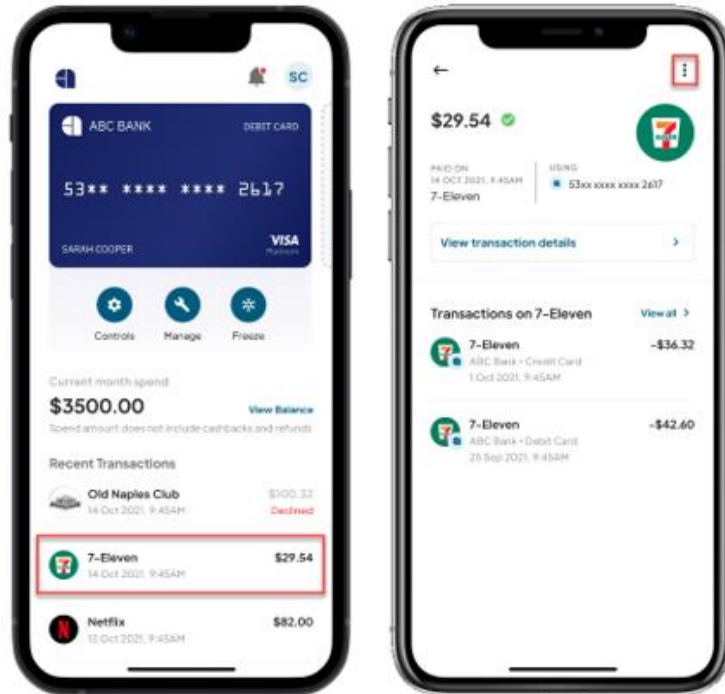 SC
ABC BANK
DEBIT CARD
53** **** **** 2617
SARAH COOPER
VISA
Platinum
Controls
Manage
Freeze
Current month spend
$3500.00
View Balance
Spend amount does not include cashbacks and refunds
Recent Transactions
Old Naples Club
$100.32
14 Oct 2021, 9:45AM
Declined
7-Eleven
$29.54
14 Oct 2021, 9:45AM
Netflix
$82.00
12 Oct 2021, 9:45AM
$29.54
7 ELEVEN
PAID ON
14 OCT 2021, 9:45AM
7-Eleven
USING
53xx xxxx xxxx 2617
View transaction details
Transactions on 7-Eleven
View all
7-Eleven
-$36.32
ABC Bank • Credit Card
1 Oct 2021, 9:45AM
7-Eleven
-$42.60
ABC Bank • Debit Card
25 Sep 2021, 9:45AM